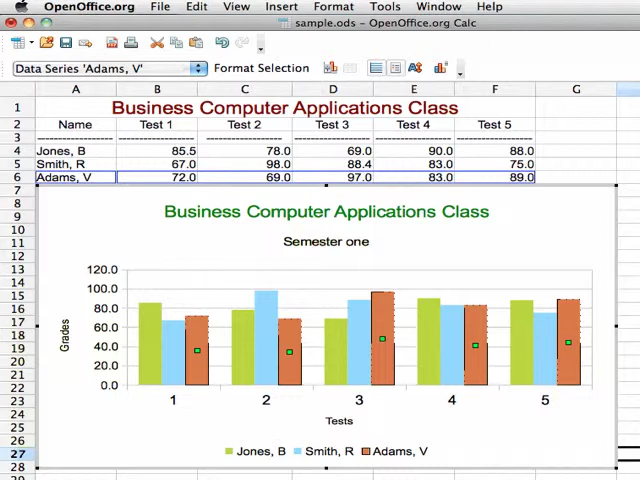 OpenOffice.org File Edit View Insert Format Tools Window Help
sample.ods - OpenOffice.org Calc
Data Series 'Adams, V' Format Selection
A B C D E F G
1 Business Computer Applications Class
2 Name Test 1 Test 2 Test 3 Test 4 Test 5
3 ---------------- ---------------- ---------------- ---------------- ---------------- ----------------
4 Jones, B 85.5 78.0 69.0 90.0 88.0
5 Smith, R 67.0 98.0 88.4 83.0 75.0
6 Adams, V 72.0 69.0 97.0 83.0 89.0
7
8 Business Computer Applications Class
9
10
11 Semester one
12
13 120.0
14 100.0
15
16 80.0
17 60.0
18 Grades
19 40.0
20 20.0
21
22 0.0
23 1 2 3 4 5
24
25 Tests
26
27 Jones, B Smith, R Adams, V
28
29